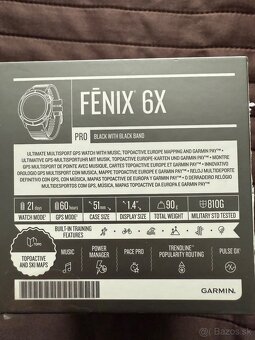 FĒNIX 6X
PRO
BLACK WITH BLACK BAND
ULTIMATE MULTISPORT GPS WATCH WITH MUSIC, TOPOACTIVE EUROPE MAPPING AND GARMIN PAY™
ULTIMATIVE GPS-MULTISPORTUHR MIT MUSIK, TOPOACTIVE EUROPA-KARTEN UND GARMIN PAY™ • MONTRE
GPS MULTISPORT DE POINTE AVEC MUSIQUE, CARTES TOPOACTIVE EUROPE ET GARMIN PAY™ • INNOVATIVO
OROLOGIO GPS MULTISPORT CON MUSICA, MAPPE TOPOACTIVE EUROPA E GARMIN PAY™ • RELOJ MULTIDEPORTE
DEFINITIVO CON GPS, CON MÚSICA, MAPAS TOPOACTIVE DE EUROPA Y GARMIN PAY™ • O DERRADEIRO RELÓGIO
MULTIDESPORTOS COM GPS, MÚSICA, MAPAS TOPOACTIVE DA EUROPA E GARMIN PAY™
21 days
WATCH MODE
60 hours
GPS MODE
51 mm
CASE SIZE
1.4"
DISPLAY SIZE
90 g
TOTAL WEIGHT
810G
MILITARY STD TESTED
BUILT-IN TRAINING
FEATURES
TOPOACTIVE
AND SKI MAPS
MUSIC
POWER
MANAGER
PACE PRO
TRENDLINE™
POPULARITY ROUTING
PULSE OX
GARMIN.
bazos.sk